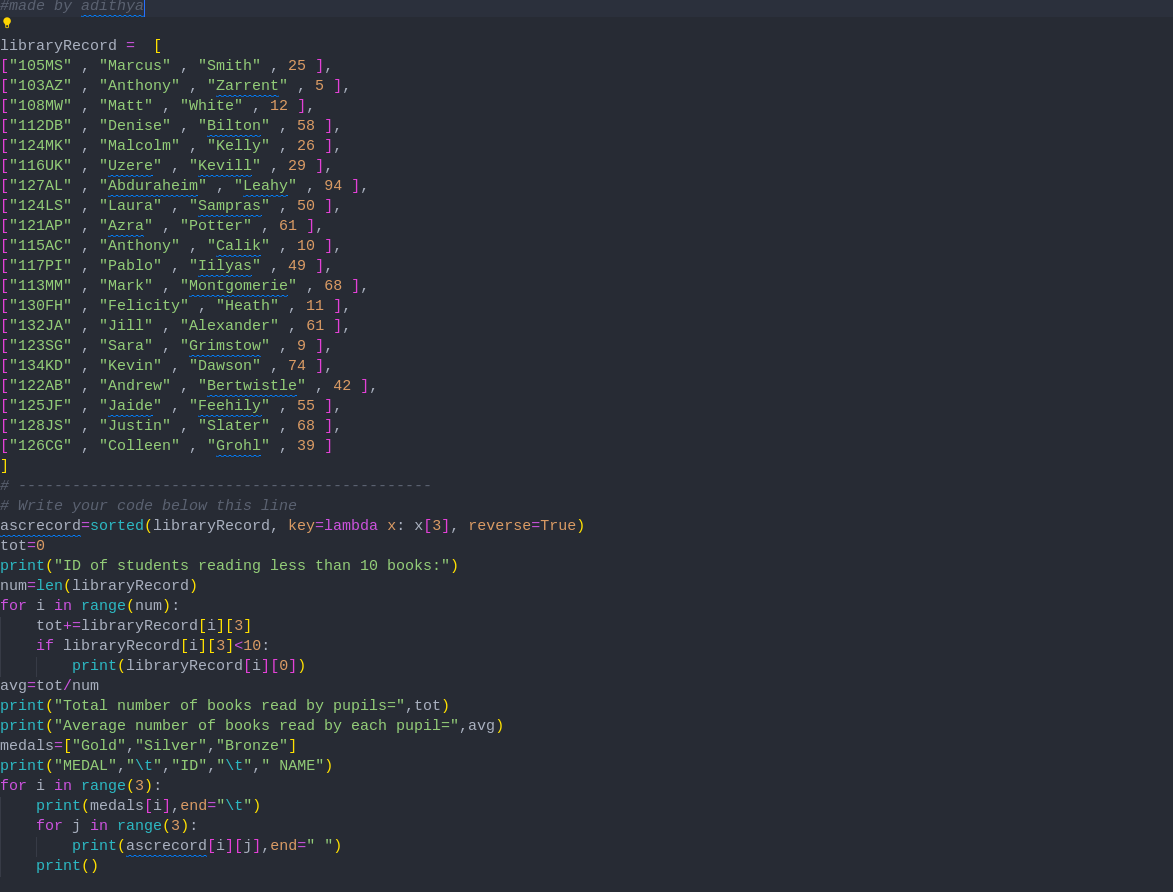 #made by adithya
libraryRecord =  [
["105MS" , "Marcus" , "Smith" , 25 ],
["103AZ" , "Anthony" , "Zarrent" , 5 ],
["108MW" , "Matt" , "White" , 12 ],
["112DB" , "Denise" , "Bilton" , 58 ],
["124MK" , "Malcolm" , "Kelly" , 26 ],
["116UK" , "Uzere" , "Kevill" , 29 ],
["127AL" , "Abduraheim" , "Leahy" , 94 ],
["124LS" , "Laura" , "Sampras" , 50 ],
["121AP" , "Azra" , "Potter" , 61 ],
["115AC" , "Anthony" , "Calik" , 10 ],
["117PI" , "Pablo" , "Iilyas" , 49 ],
["113MM" , "Mark" , "Montgomerie" , 68 ],
["130FH" , "Felicity" , "Heath" , 11 ],
["132JA" , "Jill" , "Alexander" , 61 ],
["123SG" , "Sara" , "Grimstow" , 9 ],
["134KD" , "Kevin" , "Dawson" , 74 ],
["122AB" , "Andrew" , "Bertwistle" , 42 ],
["125JF" , "Jaide" , "Feehily" , 55 ],
["128JS" , "Justin" , "Slater" , 68 ],
["126CG" , "Colleen" , "Grohl" , 39 ]
]
# ----------------------------------------------
# Write your code below this line
ascrecord=sorted(libraryRecord, key=lambda x: x[3], reverse=True)
tot=0
print("ID of students reading less than 10 books:")
num=len(libraryRecord)
for i in range(num):
    tot+=libraryRecord[i][3]
    if libraryRecord[i][3]<10:
        print(libraryRecord[i][0])
avg=tot/num
print("Total number of books read by pupils=",tot)
print("Average number of books read by each pupil=",avg)
medals=["Gold","Silver","Bronze"]
print("MEDAL","\t","ID","\t"," NAME")
for i in range(3):
    print(medals[i],end="\t")
    for j in range(3):
        print(ascrecord[i][j],end=" ")
    print()